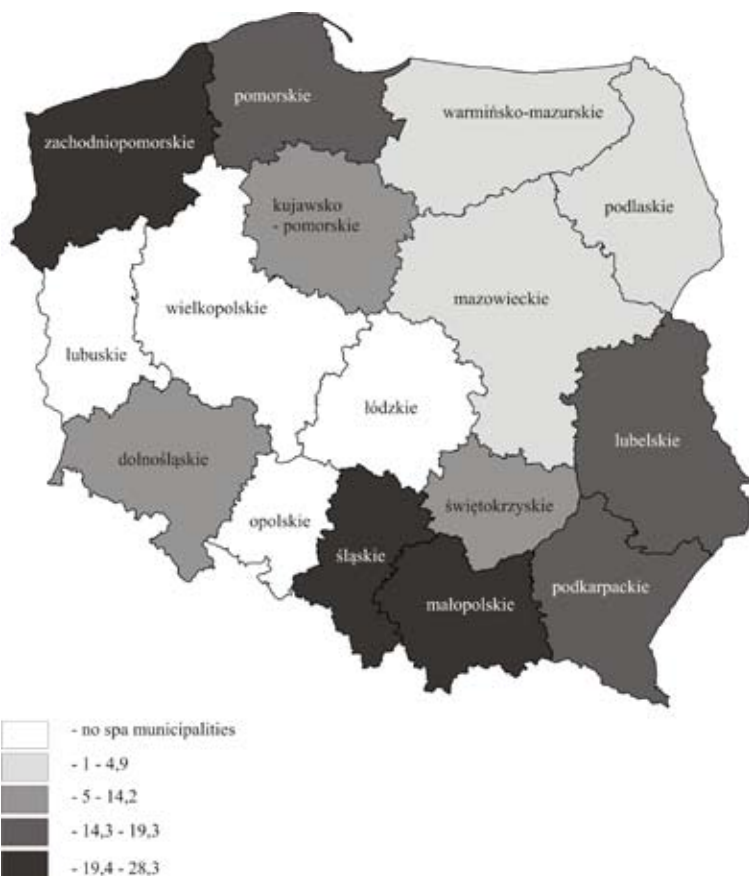 pomorskie
warmińsko-mazurskie
zachodniopomorskie
podlaskie
kujawsko
- pomorskie
mazowieckie
wielkopolskie
lubuskie
łódzkie
lubelskie
dolnośląskie
świętokrzyskie
opolskie
śląskie
podkarpackie
małopolskie
- no spa municipalities
- 1 - 4,9
- 5 - 14,2
- 14,3 - 19,3
- 19,4 - 28,3